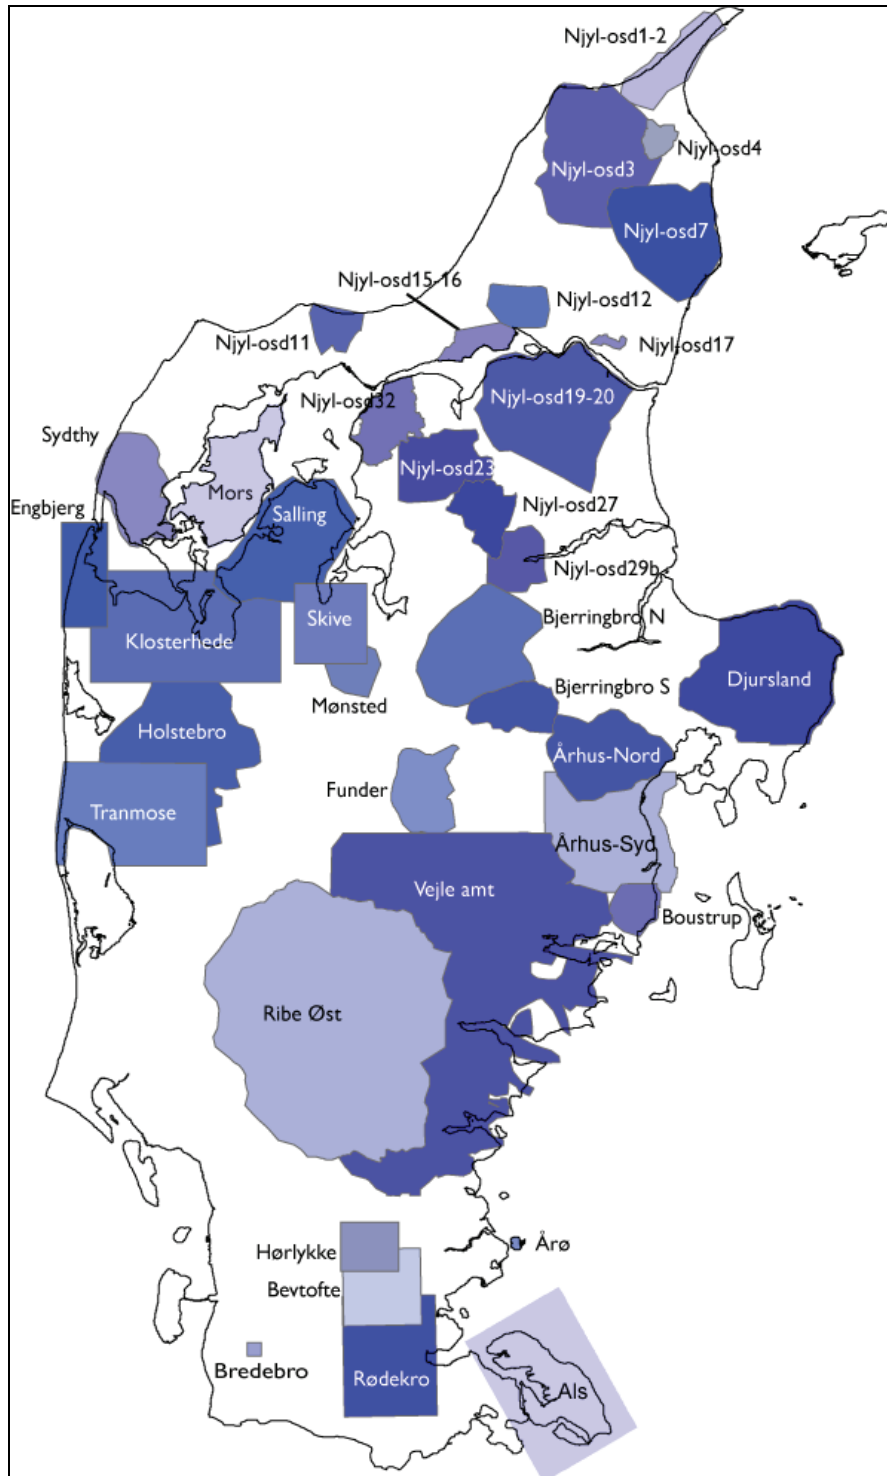 Njyl-osd1-2
Njyl-osd4
Njyl-osd3
Njyl-osd7
Njyl-osd15-16
Njyl-osd12
Njyl-osd11
Njyl-osd17
Njyl-osd32
Njyl-osd19-20
Sydthy
Njyl-osd23
Mors
Engbjerg
Salling
Njyl-osd27
Njyl-osd29b
Skive
Bjerringbro N
Klosterhede
Djursland
Bjerringbro S
Mønsted
Holstebro
Århus-Nord
Funder
Tranmose
Århus-Syd
Vejle amt
Boustrup
Ribe Øst
Hørlykke
Årø
Bevtofte
Bredebro
Rødekro
Als